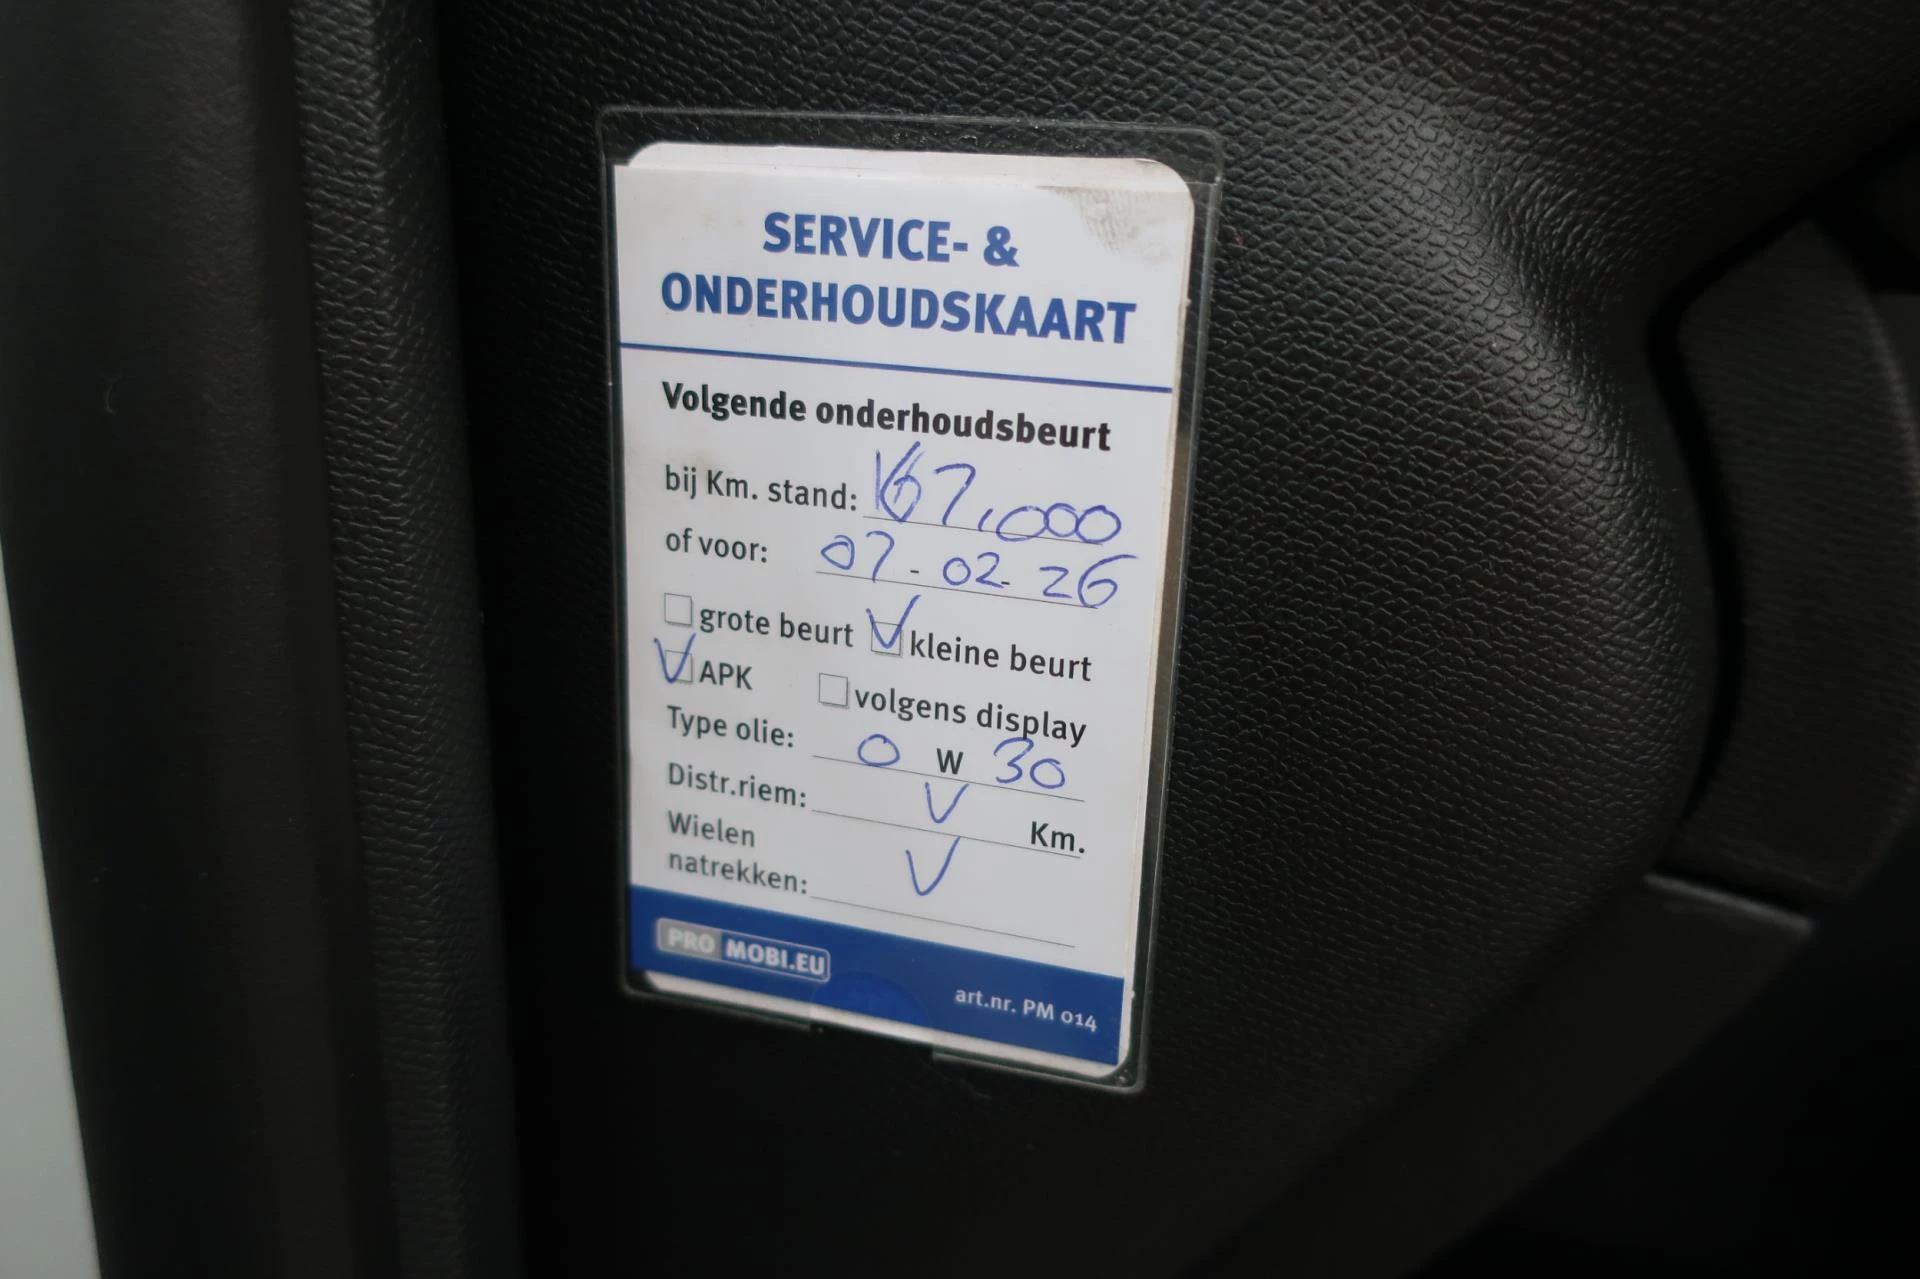 SERVICE- &
ONDERHOUDSKAART
Volgende onderhoudsbeurt
bij Km. stand: 167,000
of voor: 07-02-26
grote beurt V kleine beurt
V APK volgens display
Type olie: 0 W 30
Distr.riem: V Km.
Wielen
natrekken: V
PRO MOBI.EU
art.nr. PM 014